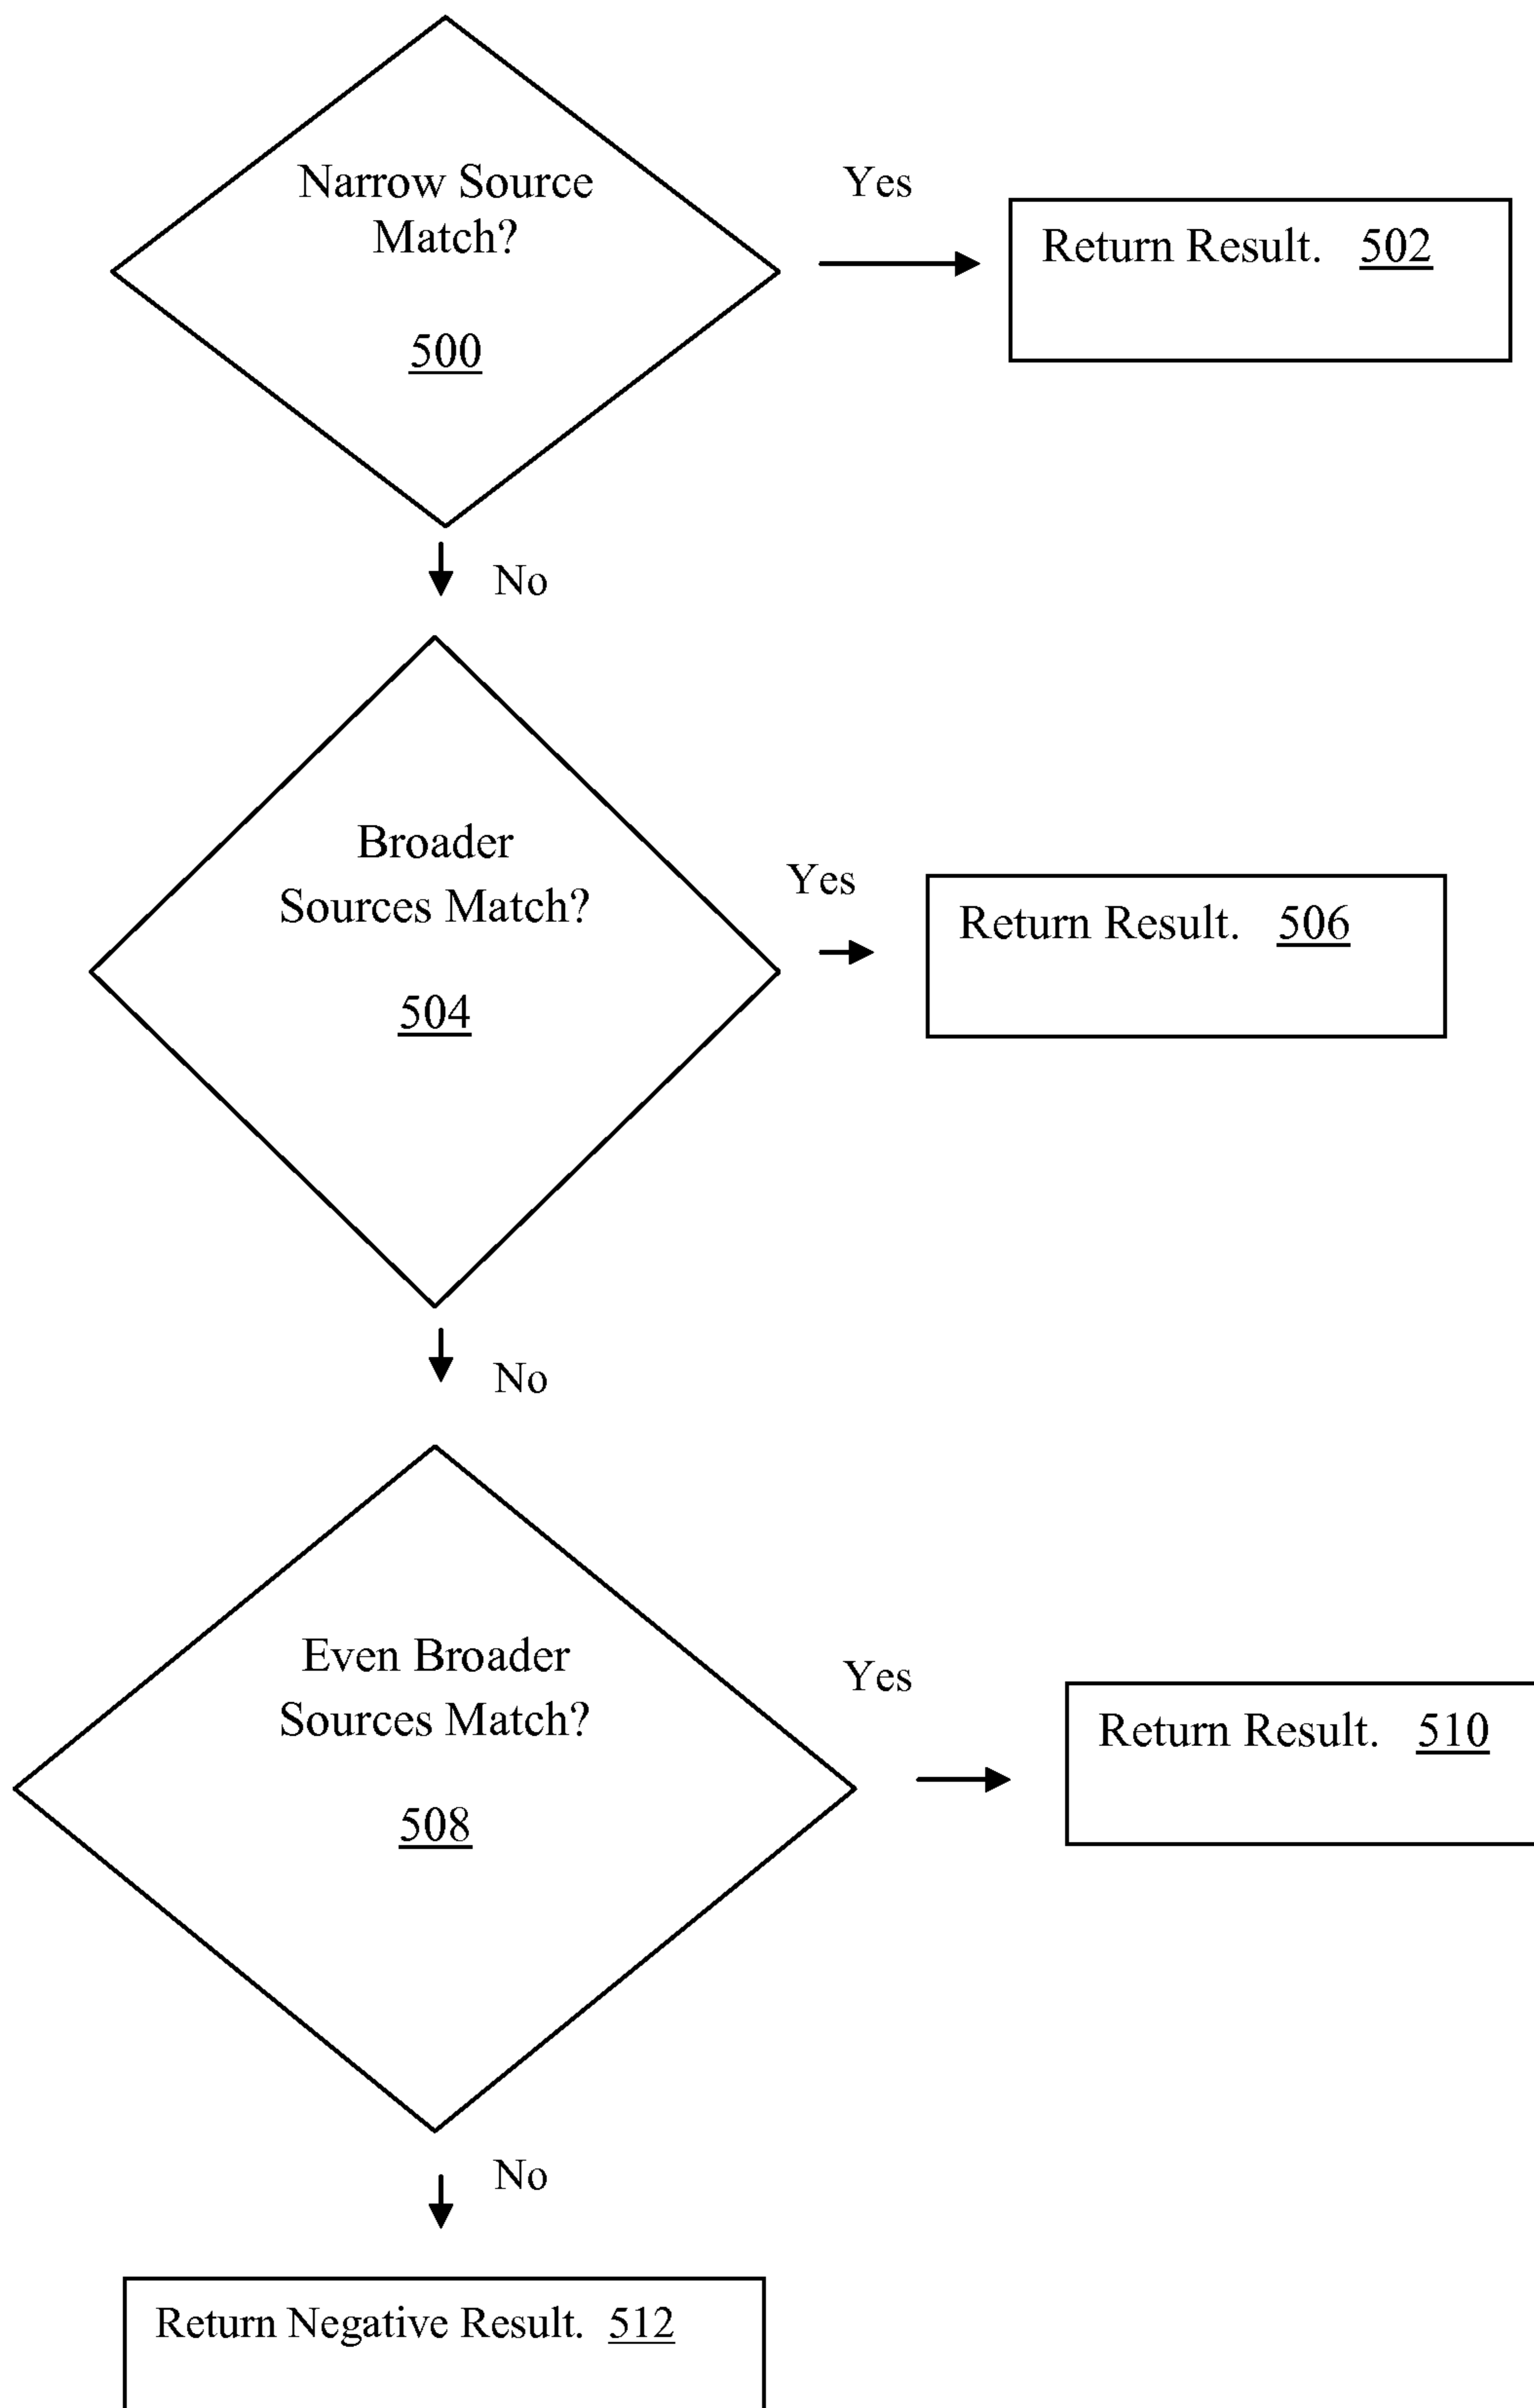 Narrow Source
Match?
500
Yes
Return Result. 502
No
Broader
Sources Match?
504
Yes
Return Result. 506
No
Even Broader
Sources Match?
508
Yes
Return Result. 510
No
Return Negative Result. 512